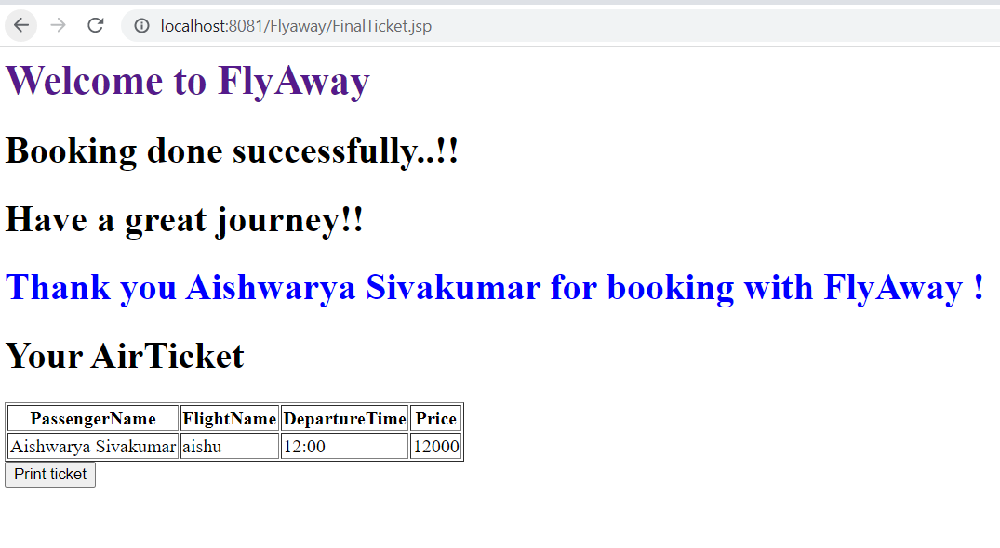 localhost:8081/Flyaway/FinalTicket.jsp
Welcome to FlyAway
Booking done successfully..!!
Have a great journey!!
Thank you Aishwarya Sivakumar for booking with FlyAway !
Your AirTicket
PassengerName FlightName DepartureTime Price
Aishwarya Sivakumar aishu 12:00 12000
Print ticket